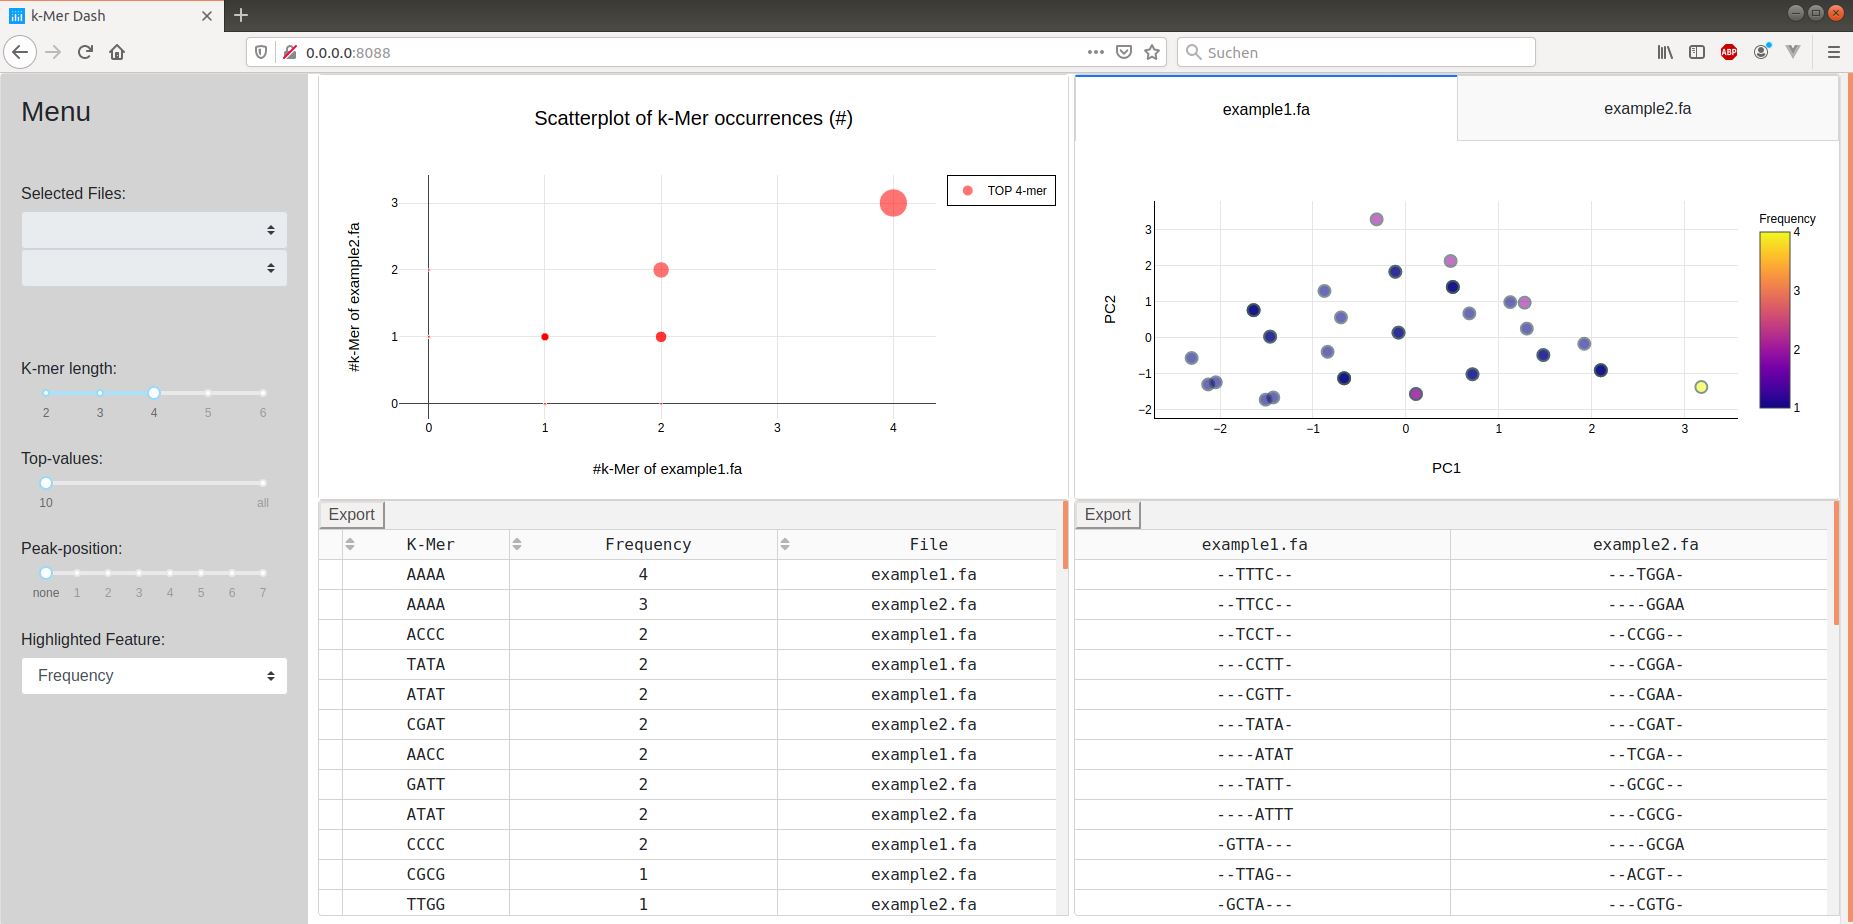 k-Mer Dash
0.0.0.0:8088
Suchen
ABP
Menu
Selected Files:
K-mer length:
2 3 4 5 6
Top-values:
10 all
Peak-position:
none 1 2 3 4 5 6 7
Highlighted Feature:
Frequency
Scatterplot of k-Mer occurrences (#)
TOP 4-mer
#k-Mer of example2.fa
3
2
1
0
0 1 2 3 4
#k-Mer of example1.fa
example1.fa example2.fa
Frequency
4
3
2
1
PC2
3
2
1
0
−1
−2
−2 −1 0 1 2 3
PC1
Export
K-Mer Frequency File
AAAA 4 example1.fa
AAAA 3 example2.fa
ACCC 2 example1.fa
TATA 2 example1.fa
ATAT 2 example1.fa
CGAT 2 example2.fa
AACC 2 example1.fa
GATT 2 example2.fa
ATAT 2 example2.fa
CCCC 2 example1.fa
CGCG 1 example2.fa
TTGG 1 example2.fa
Export
example1.fa example2.fa
--TTTC-- ---TGGA-
--TTCC-- ----GGAA
--TCCT-- --CCGG--
---CCTT- ---CGGA-
---CGTT- ---CGAA-
---TATA- ---CGAT-
----ATAT --TCGA--
---TATT- --GCGC--
----ATTT ---CGCG-
-GTTA--- ----GCGA
--TTAG-- --ACGT--
-GCTA--- ---CGTG-